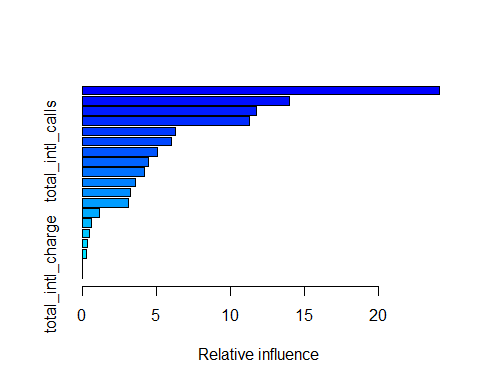 total_intl_calls
total_intl_charge
0 5 10 15 20
Relative influence